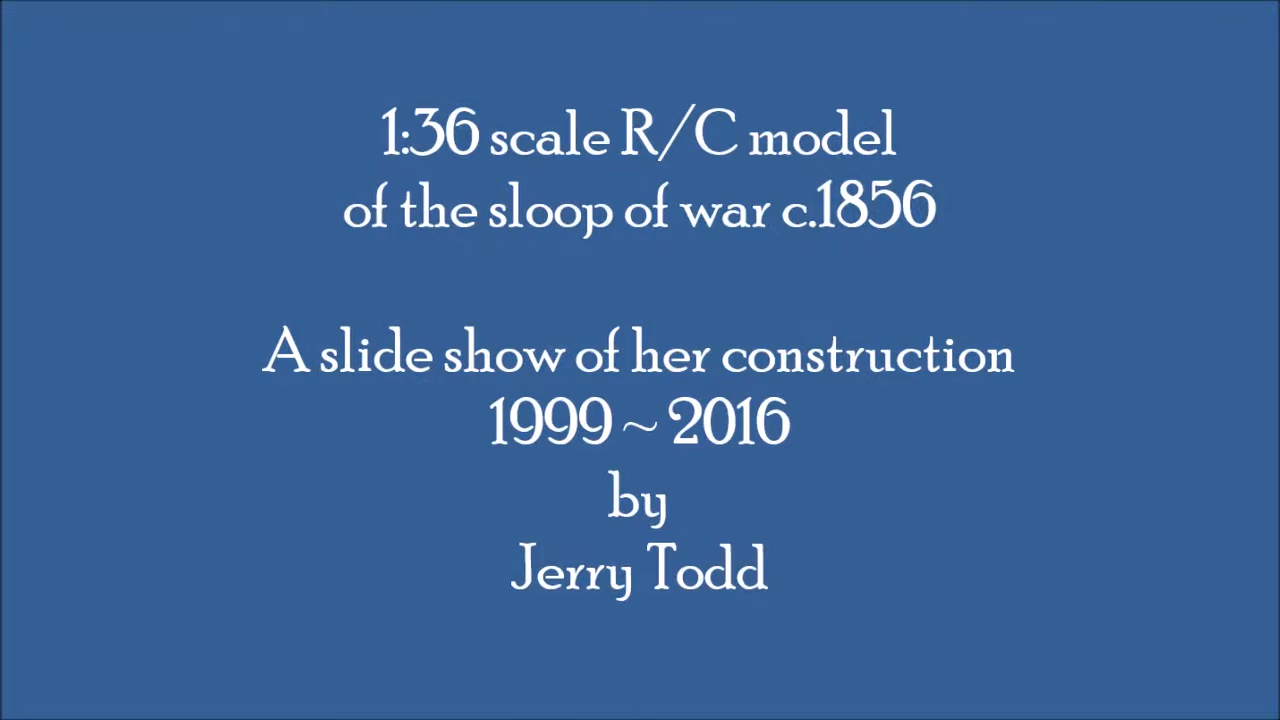 1:36 scale R/C model
of the sloop of war c.1856
A slide show of her construction
1999 ~ 2016
by
Jerry Todd